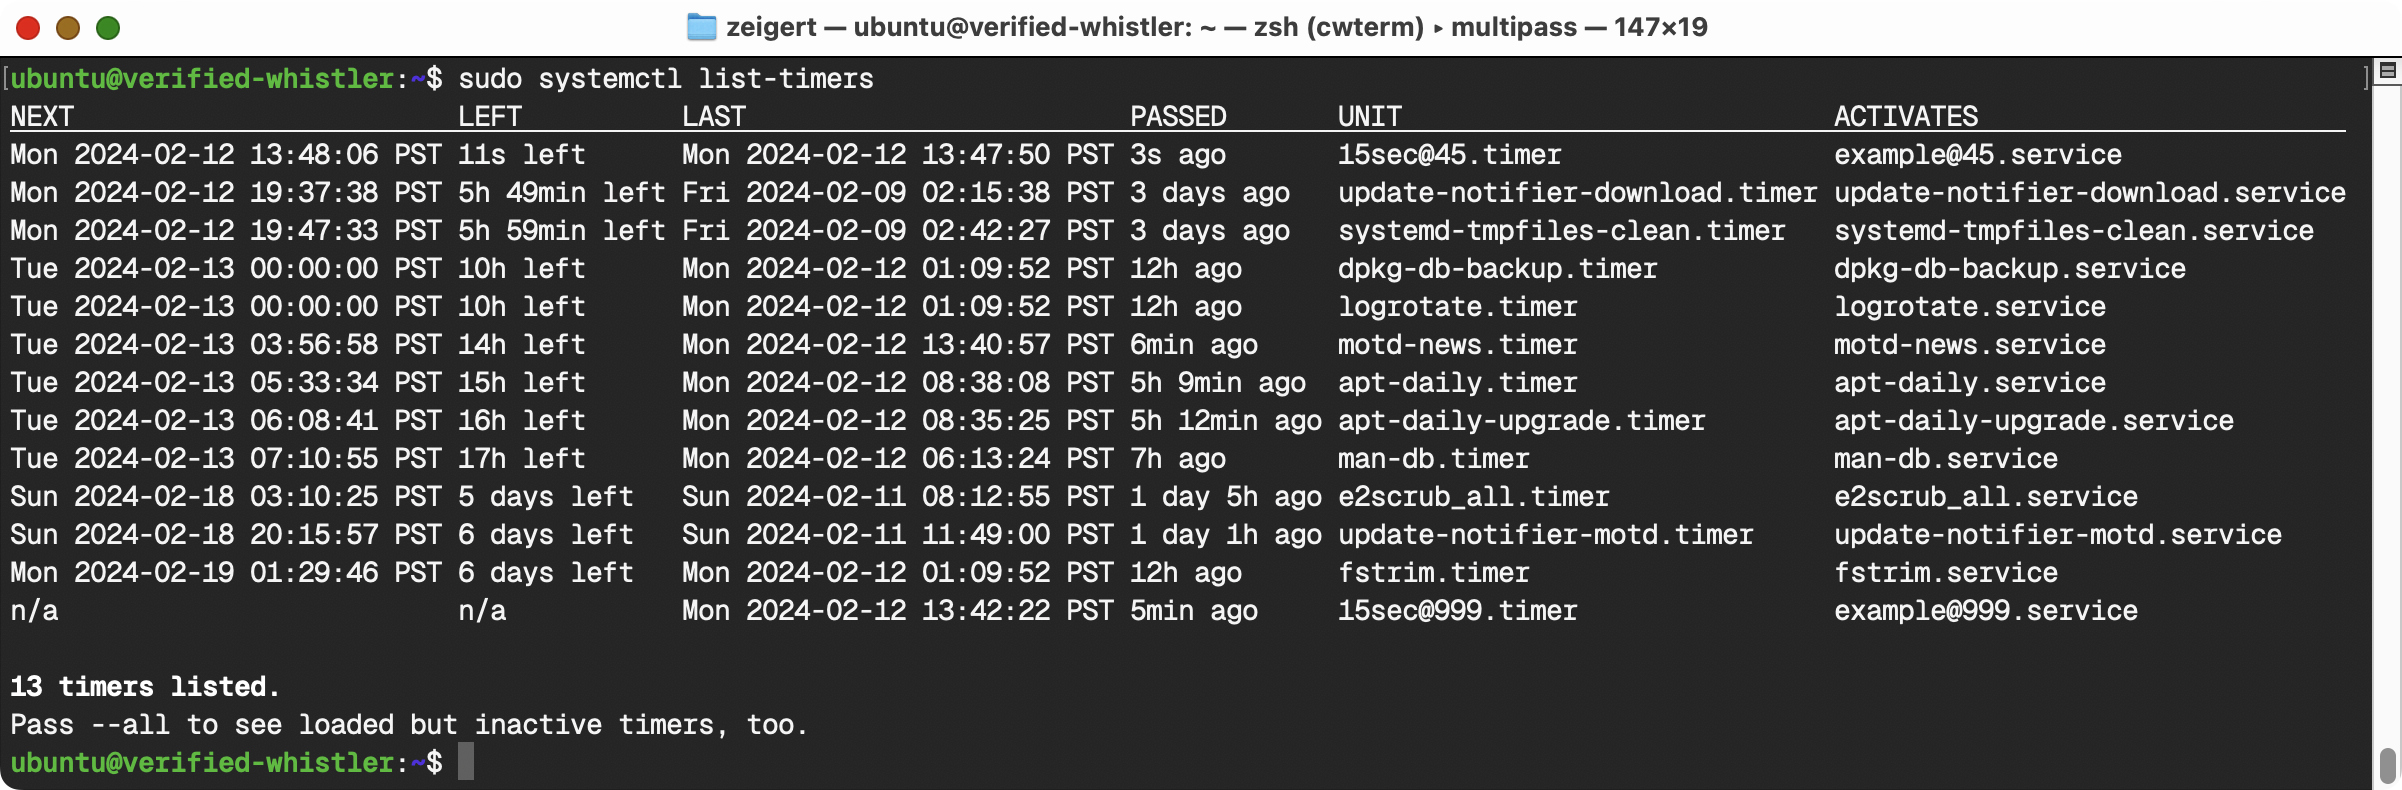 zeigert — ubuntu@verified-whistler: ~ — zsh (cwterm) ▸ multipass — 147×19
[ubuntu@verified-whistler:~$ sudo systemctl list-timers ]
NEXT                        LEFT          LAST                        PASSED       UNIT                           ACTIVATES
Mon 2024-02-12 13:48:06 PST 11s left      Mon 2024-02-12 13:47:50 PST 3s ago       15sec@45.timer                 example@45.service
Mon 2024-02-12 19:37:38 PST 5h 49min left Fri 2024-02-09 02:15:38 PST 3 days ago   update-notifier-download.timer update-notifier-download.service
Mon 2024-02-12 19:47:33 PST 5h 59min left Fri 2024-02-09 02:42:27 PST 3 days ago   systemd-tmpfiles-clean.timer   systemd-tmpfiles-clean.service
Tue 2024-02-13 00:00:00 PST 10h left      Mon 2024-02-12 01:09:52 PST 12h ago      dpkg-db-backup.timer           dpkg-db-backup.service
Tue 2024-02-13 00:00:00 PST 10h left      Mon 2024-02-12 01:09:52 PST 12h ago      logrotate.timer                logrotate.service
Tue 2024-02-13 03:56:58 PST 14h left      Mon 2024-02-12 13:40:57 PST 6min ago     motd-news.timer                motd-news.service
Tue 2024-02-13 05:33:34 PST 15h left      Mon 2024-02-12 08:38:08 PST 5h 9min ago  apt-daily.timer                apt-daily.service
Tue 2024-02-13 06:08:41 PST 16h left      Mon 2024-02-12 08:35:25 PST 5h 12min ago apt-daily-upgrade.timer        apt-daily-upgrade.service
Tue 2024-02-13 07:10:55 PST 17h left      Mon 2024-02-12 06:13:24 PST 7h ago       man-db.timer                   man-db.service
Sun 2024-02-18 03:10:25 PST 5 days left   Sun 2024-02-11 08:12:55 PST 1 day 5h ago e2scrub_all.timer              e2scrub_all.service
Sun 2024-02-18 20:15:57 PST 6 days left   Sun 2024-02-11 11:49:00 PST 1 day 1h ago update-notifier-motd.timer     update-notifier-motd.service
Mon 2024-02-19 01:29:46 PST 6 days left   Mon 2024-02-12 01:09:52 PST 12h ago      fstrim.timer                   fstrim.service
n/a                         n/a           Mon 2024-02-12 13:42:22 PST 5min ago     15sec@999.timer                example@999.service
13 timers listed.
Pass --all to see loaded but inactive timers, too.
ubuntu@verified-whistler:~$